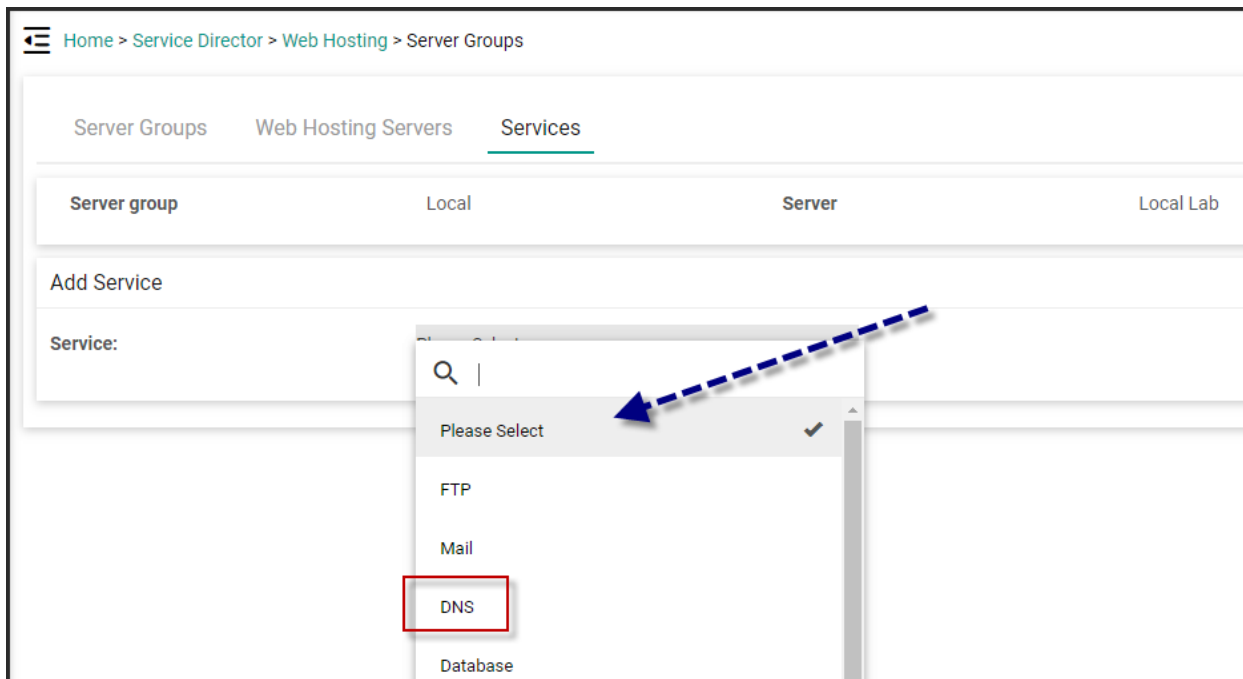 Home > Service Director > Web Hosting > Server Groups
Server Groups Web Hosting Servers Services
Server group Local Server Local Lab
Add Service
Service:
Please Select
FTP
Mail
DNS
Database